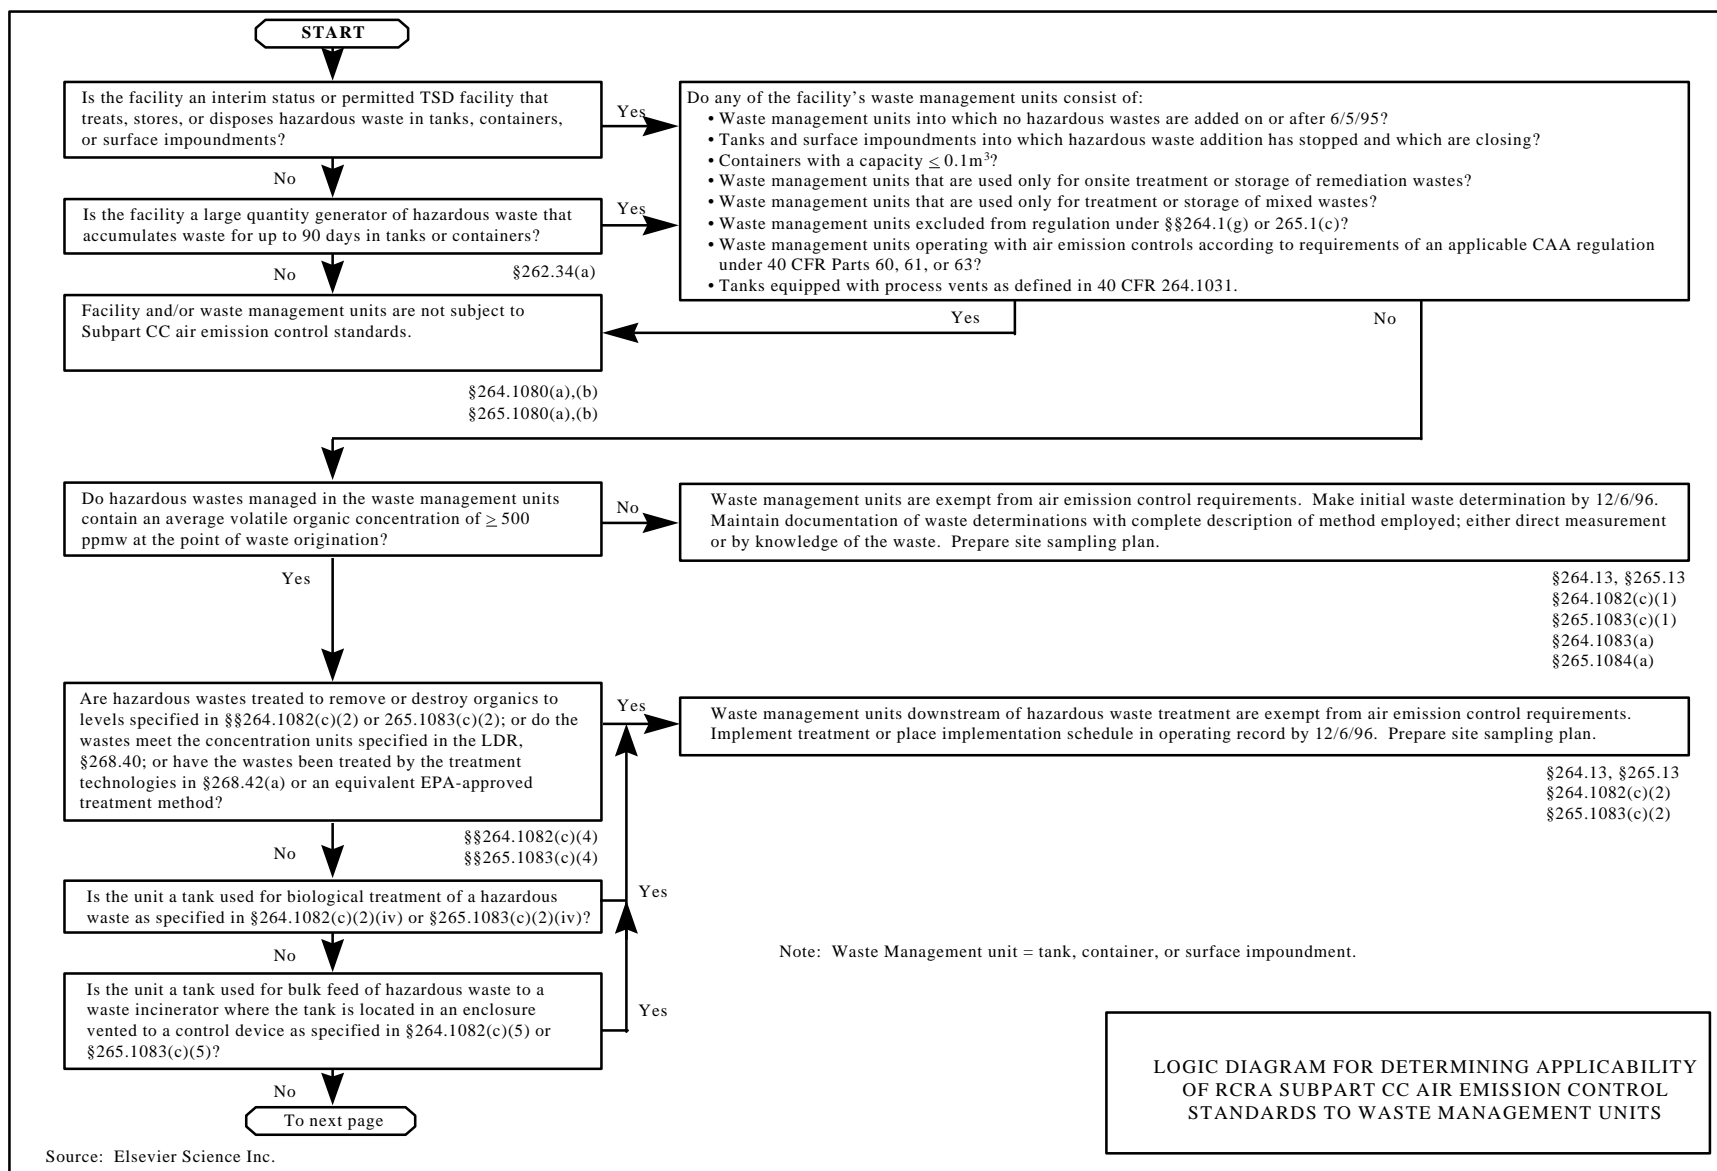 START
Is the facility an interim status or permitted TSD facility that
treats, stores, or disposes hazardous waste in tanks, containers,
or surface impoundments?
Yes
Do any of the facility's waste management units consist of:
• Waste management units into which no hazardous wastes are added on or after 6/5/95?
• Tanks and surface impoundments into which hazardous waste addition has stopped and which are closing?
• Containers with a capacity ≤ 0.1m³?
• Waste management units that are used only for onsite treatment or storage of remediation wastes?
• Waste management units that are used only for treatment or storage of mixed wastes?
• Waste management units excluded from regulation under §§264.1(g) or 265.1(c)?
• Waste management units operating with air emission controls according to requirements of an applicable CAA regulation
under 40 CFR Parts 60, 61, or 63?
• Tanks equipped with process vents as defined in 40 CFR 264.1031.
No
Is the facility a large quantity generator of hazardous waste that
accumulates waste for up to 90 days in tanks or containers?
Yes
No
§262.34(a)
Facility and/or waste management units are not subject to
Subpart CC air emission control standards.
Yes
No
§264.1080(a),(b)
§265.1080(a),(b)
Do hazardous wastes managed in the waste management units
contain an average volatile organic concentration of ≥ 500
ppmw at the point of waste origination?
No
Waste management units are exempt from air emission control requirements. Make initial waste determination by 12/6/96.
Maintain documentation of waste determinations with complete description of method employed; either direct measurement
or by knowledge of the waste. Prepare site sampling plan.
Yes
§264.13, §265.13
§264.1082(c)(1)
§265.1083(c)(1)
§264.1083(a)
§265.1084(a)
Are hazardous wastes treated to remove or destroy organics to
levels specified in §§264.1082(c)(2) or 265.1083(c)(2); or do the
wastes meet the concentration units specified in the LDR,
§268.40; or have the wastes been treated by the treatment
technologies in §268.42(a) or an equivalent EPA-approved
treatment method?
Yes
Waste management units downstream of hazardous waste treatment are exempt from air emission control requirements.
Implement treatment or place implementation schedule in operating record by 12/6/96. Prepare site sampling plan.
§264.13, §265.13
§264.1082(c)(2)
§265.1083(c)(2)
§§264.1082(c)(4)
§§265.1083(c)(4)
No
Is the unit a tank used for biological treatment of a hazardous
waste as specified in §264.1082(c)(2)(iv) or §265.1083(c)(2)(iv)?
Yes
No
Note: Waste Management unit = tank, container, or surface impoundment.
Is the unit a tank used for bulk feed of hazardous waste to a
waste incinerator where the tank is located in an enclosure
vented to a control device as specified in §264.1082(c)(5) or
§265.1083(c)(5)?
Yes
No
To next page
LOGIC DIAGRAM FOR DETERMINING APPLICABILITY
OF RCRA SUBPART CC AIR EMISSION CONTROL
STANDARDS TO WASTE MANAGEMENT UNITS
Source: Elsevier Science Inc.